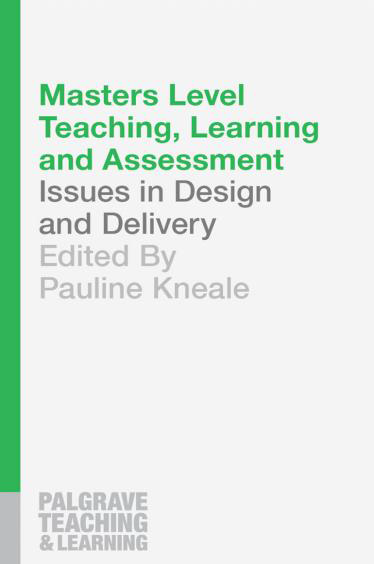 Masters Level
Teaching, Learning
and Assessment
Issues in Design
and Delivery
Edited By
Pauline Kneale
PALGRAVE
TEACHING
& LEARNING